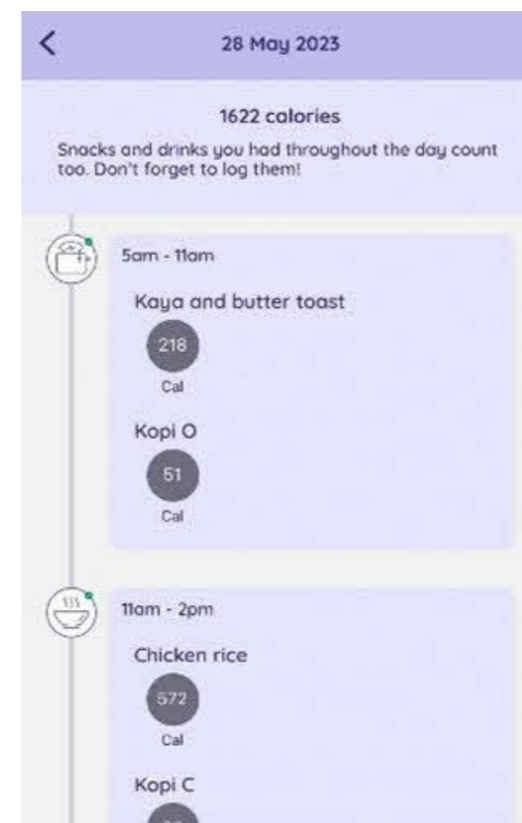 28 May 2023
1622 calories
Snacks and drinks you had throughout the day count
too. Don't forget to log them!
5am - 11am
Kaya and butter toast
218
Cal
Kopi O
51
Cal
11am - 2pm
Chicken rice
572
Cal
Kopi C